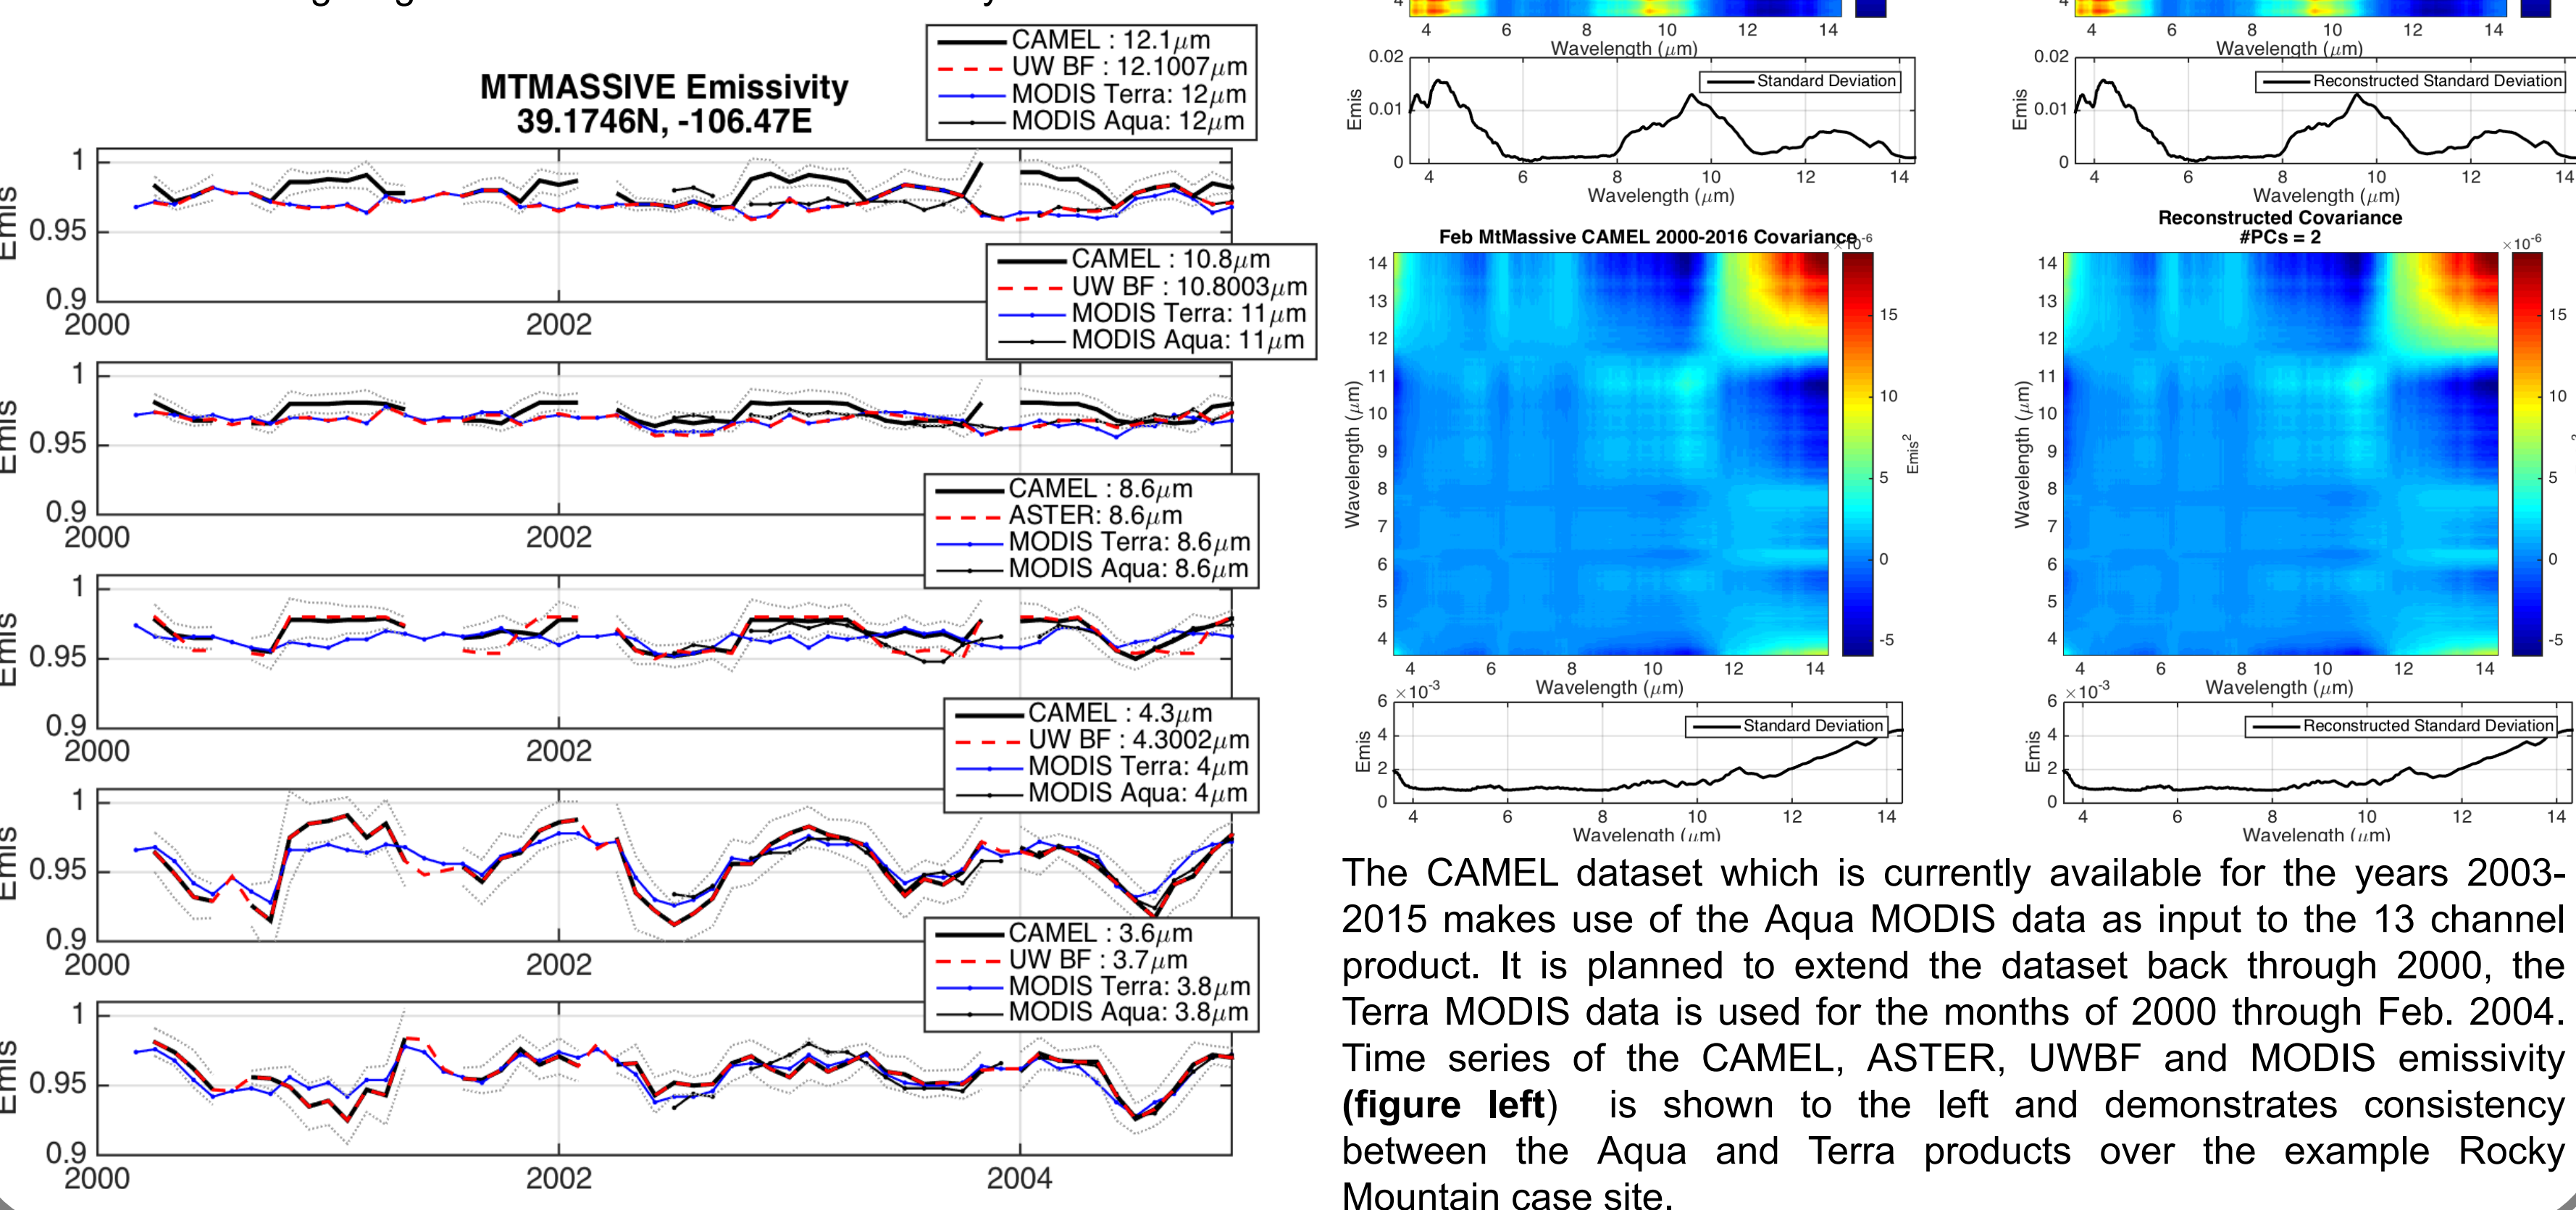 MTMASSIVE Emissivity
39.1746N, -106.47E
CAMEL : 12.1μm
UW BF : 12.1007μm
MODIS Terra: 12μm
MODIS Aqua: 12μm
1
0.95
0.9
Emis
2000
2002
CAMEL : 10.8μm
UW BF : 10.8003μm
MODIS Terra: 11μm
MODIS Aqua: 11μm
1
0.95
0.9
Emis
2000
2002
CAMEL : 8.6μm
ASTER: 8.6μm
MODIS Terra: 8.6μm
MODIS Aqua: 8.6μm
1
0.95
0.9
Emis
2000
2002
CAMEL : 4.3μm
UW BF : 4.3002μm
MODIS Terra: 4μm
MODIS Aqua: 4μm
1
0.95
0.9
Emis
2000
2002
CAMEL : 3.6μm
UW BF : 3.7μm
MODIS Terra: 3.8μm
MODIS Aqua: 3.8μm
1
0.95
0.9
Emis
2000
2002
2004
4
4 6 8 10 12 14
Wavelength (μm)
0.02
0.01
0
Emis
Standard Deviation
4 6 8 10 12 14
Wavelength (μm)
4
4 6 8 10 12 14
Wavelength (μm)
0.02
0.01
0
Emis
Reconstructed Standard Deviation
4 6 8 10 12 14
Wavelength (μm)
Feb MtMassive CAMEL 2000-2016 Covariance
×10-6
14
13
12
11
10
9
8
7
6
5
4
Wavelength (μm)
15
10
5
0
-5
Emis2
4 6 8 10 12 14
Wavelength (μm)
Reconstructed Covariance
#PCs = 2
×10-6
14
13
12
11
10
9
8
7
6
5
4
Wavelength (μm)
15
10
5
0
-5
4 6 8 10 12 14
Wavelength (μm)
×10-3
6
4
2
0
Emis
Standard Deviation
4 6 8 10 12 14
Wavelength (μm)
×10-3
6
4
2
0
Emis
Reconstructed Standard Deviation
4 6 8 10 12 14
Wavelength (μm)
The CAMEL dataset which is currently available for the years 2003-
2015 makes use of the Aqua MODIS data as input to the 13 channel
product. It is planned to extend the dataset back through 2000, the
Terra MODIS data is used for the months of 2000 through Feb. 2004.
Time series of the CAMEL, ASTER, UWBF and MODIS emissivity
(figure left) is shown to the left and demonstrates consistency
between the Aqua and Terra products over the example Rocky
Mountain case site.